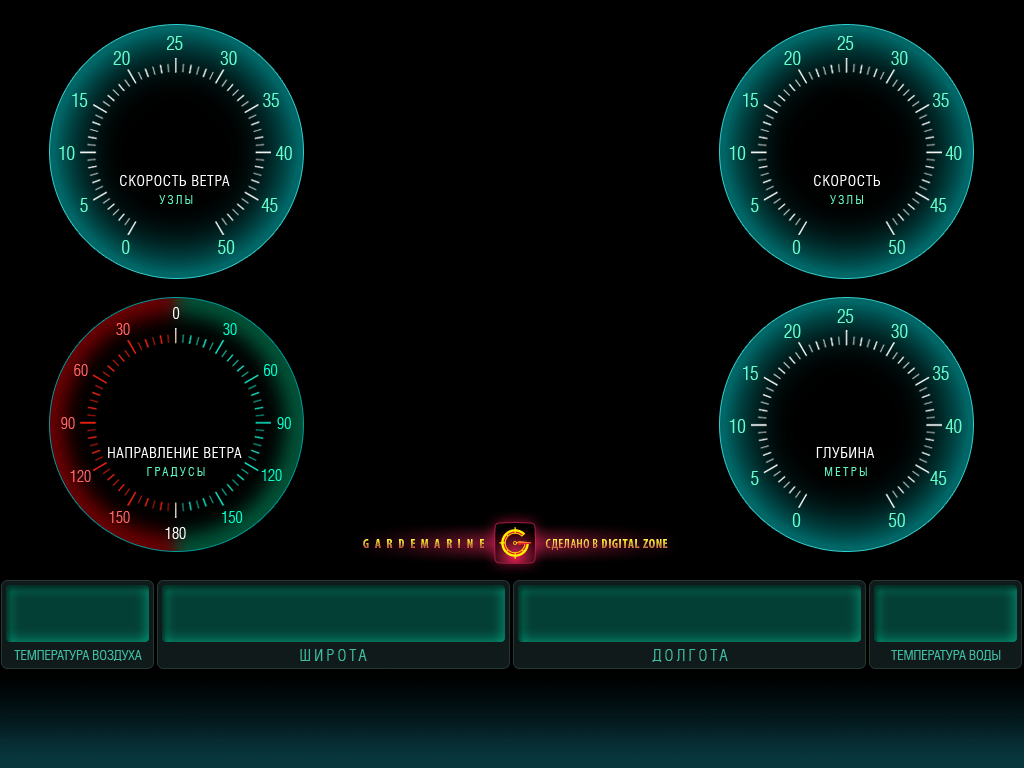 0 5 10 15 20 25 30 35 40 45 50
СКОРОСТЬ ВЕТРА
УЗЛЫ
0 5 10 15 20 25 30 35 40 45 50
СКОРОСТЬ
УЗЛЫ
0
30 30
60 60
90 90
НАПРАВЛЕНИЕ ВЕТРА
ГРАДУСЫ
120 120
150 150
180
0 5 10 15 20 25 30 35 40 45 50
ГЛУБИНА
МЕТРЫ
GARDEMARINE G СДЕЛАНО В DIGITAL ZONE
ТЕМПЕРАТУРА ВОЗДУХА
ШИРОТА
ДОЛГОТА
ТЕМПЕРАТУРА ВОДЫ